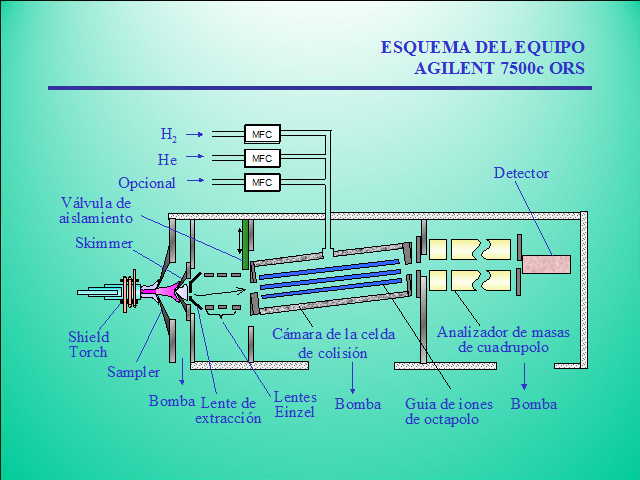 ESQUEMA DEL EQUIPO
AGILENT 7500c ORS
H2
MFC
He
MFC
Opcional
MFC
Detector
Válvula de
aislamiento
Skimmer
Shield
Torch
Sampler
Bomba
Lente de
extracción
Lentes
Einzel
Cámara de la celda
de colisión
Bomba
Guía de iones
de octapolo
Analizador de masas
de cuadrupolo
Bomba